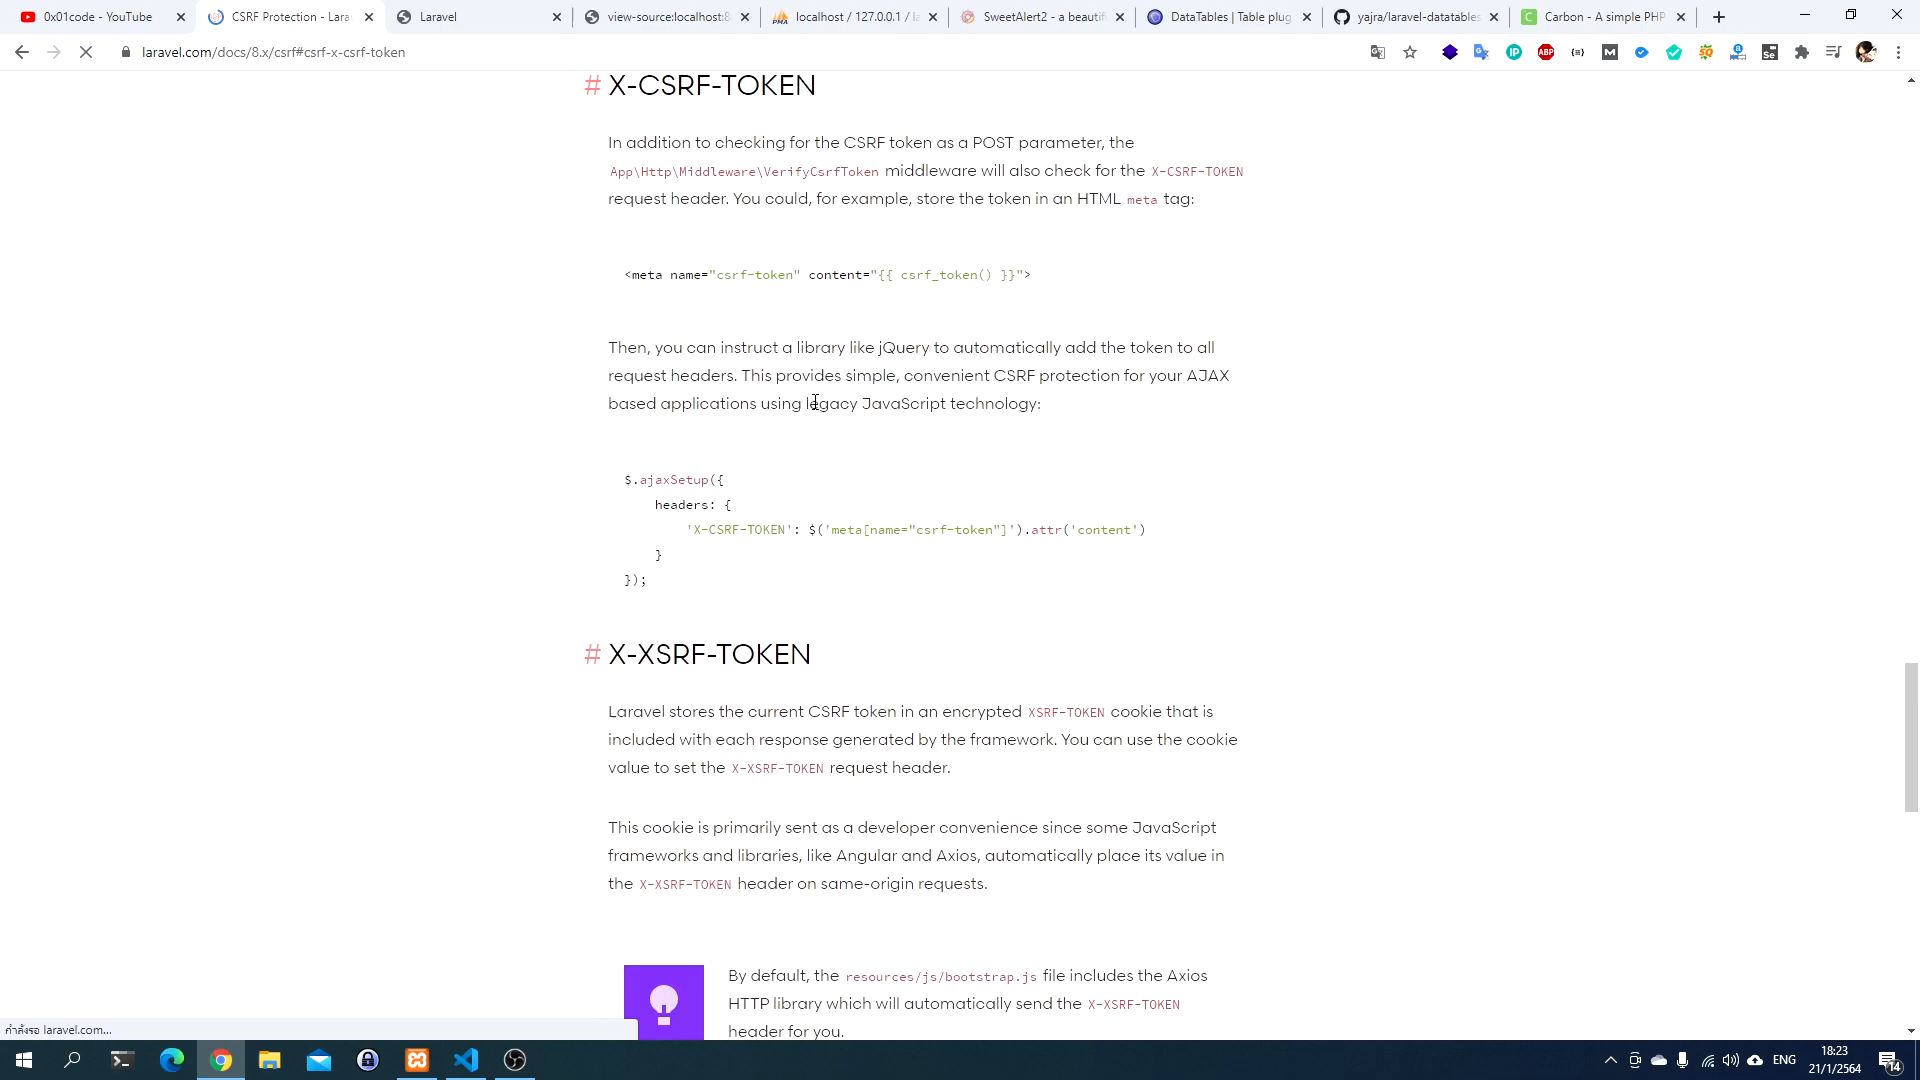 0x01code - YouTube
CSRF Protection - Lara
Laravel
view-source:localhost:8
localhost / 127.0.0.1 / la
SweetAlert2 - a beautif
DataTables | Table plug
yajra/laravel-datatables
Carbon - A simple PHP
laravel.com/docs/8.x/csrf#csrf-x-csrf-token
# X-CSRF-TOKEN
In addition to checking for the CSRF token as a POST parameter, the
App\Http\Middleware\VerifyCsrfToken middleware will also check for the X-CSRF-TOKEN
request header. You could, for example, store the token in an HTML meta tag:
<meta name="csrf-token" content="{{ csrf_token() }}">
Then, you can instruct a library like jQuery to automatically add the token to all
request headers. This provides simple, convenient CSRF protection for your AJAX
based applications using legacy JavaScript technology:
$.ajaxSetup({
headers: {
'X-CSRF-TOKEN': $('meta[name="csrf-token"]').attr('content')
}
});
# X-XSRF-TOKEN
Laravel stores the current CSRF token in an encrypted XSRF-TOKEN cookie that is
included with each response generated by the framework. You can use the cookie
value to set the X-XSRF-TOKEN request header.
This cookie is primarily sent as a developer convenience since some JavaScript
frameworks and libraries, like Angular and Axios, automatically place its value in
the X-XSRF-TOKEN header on same-origin requests.
By default, the resources/js/bootstrap.js file includes the Axios
HTTP library which will automatically send the X-XSRF-TOKEN
header for you.
กำลังรอ laravel.com...
ENG
18:23
21/1/2564
14